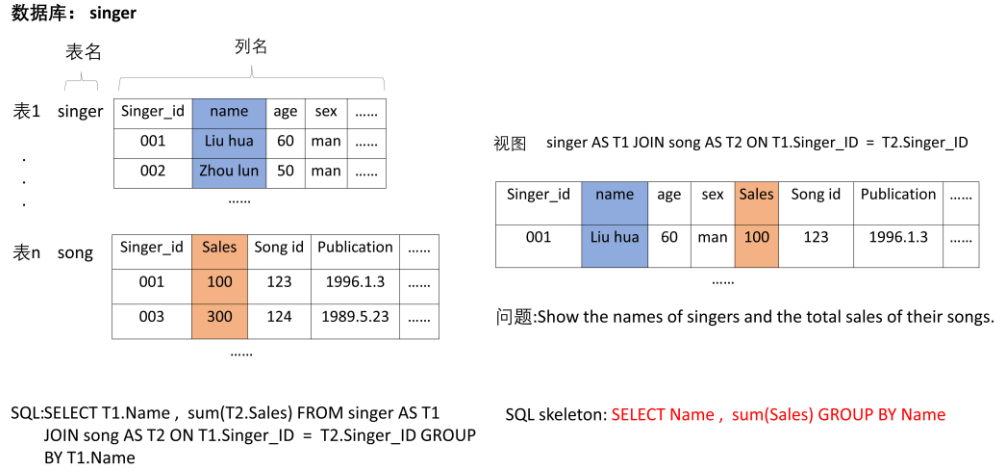 数据库： singer
表名
列名
表1 singer
Singer_id name age sex ......
001 Liu hua 60 man ......
002 Zhou lun 50 man ......
......
.
.
.
表n song
Singer_id Sales Song id Publication ......
001 100 123 1996.1.3 ......
003 300 124 1989.5.23 ......
......
视图 singer AS T1 JOIN song AS T2 ON T1.Singer_ID = T2.Singer_ID
Singer_id name age sex Sales Song id Publication ......
001 Liu hua 60 man 100 123 1996.1.3 ......
......
问题:Show the names of singers and the total sales of their songs.
SQL:SELECT T1.Name , sum(T2.Sales) FROM singer AS T1
JOIN song AS T2 ON T1.Singer_ID = T2.Singer_ID GROUP
BY T1.Name
SQL skeleton: SELECT Name , sum(Sales) GROUP BY Name